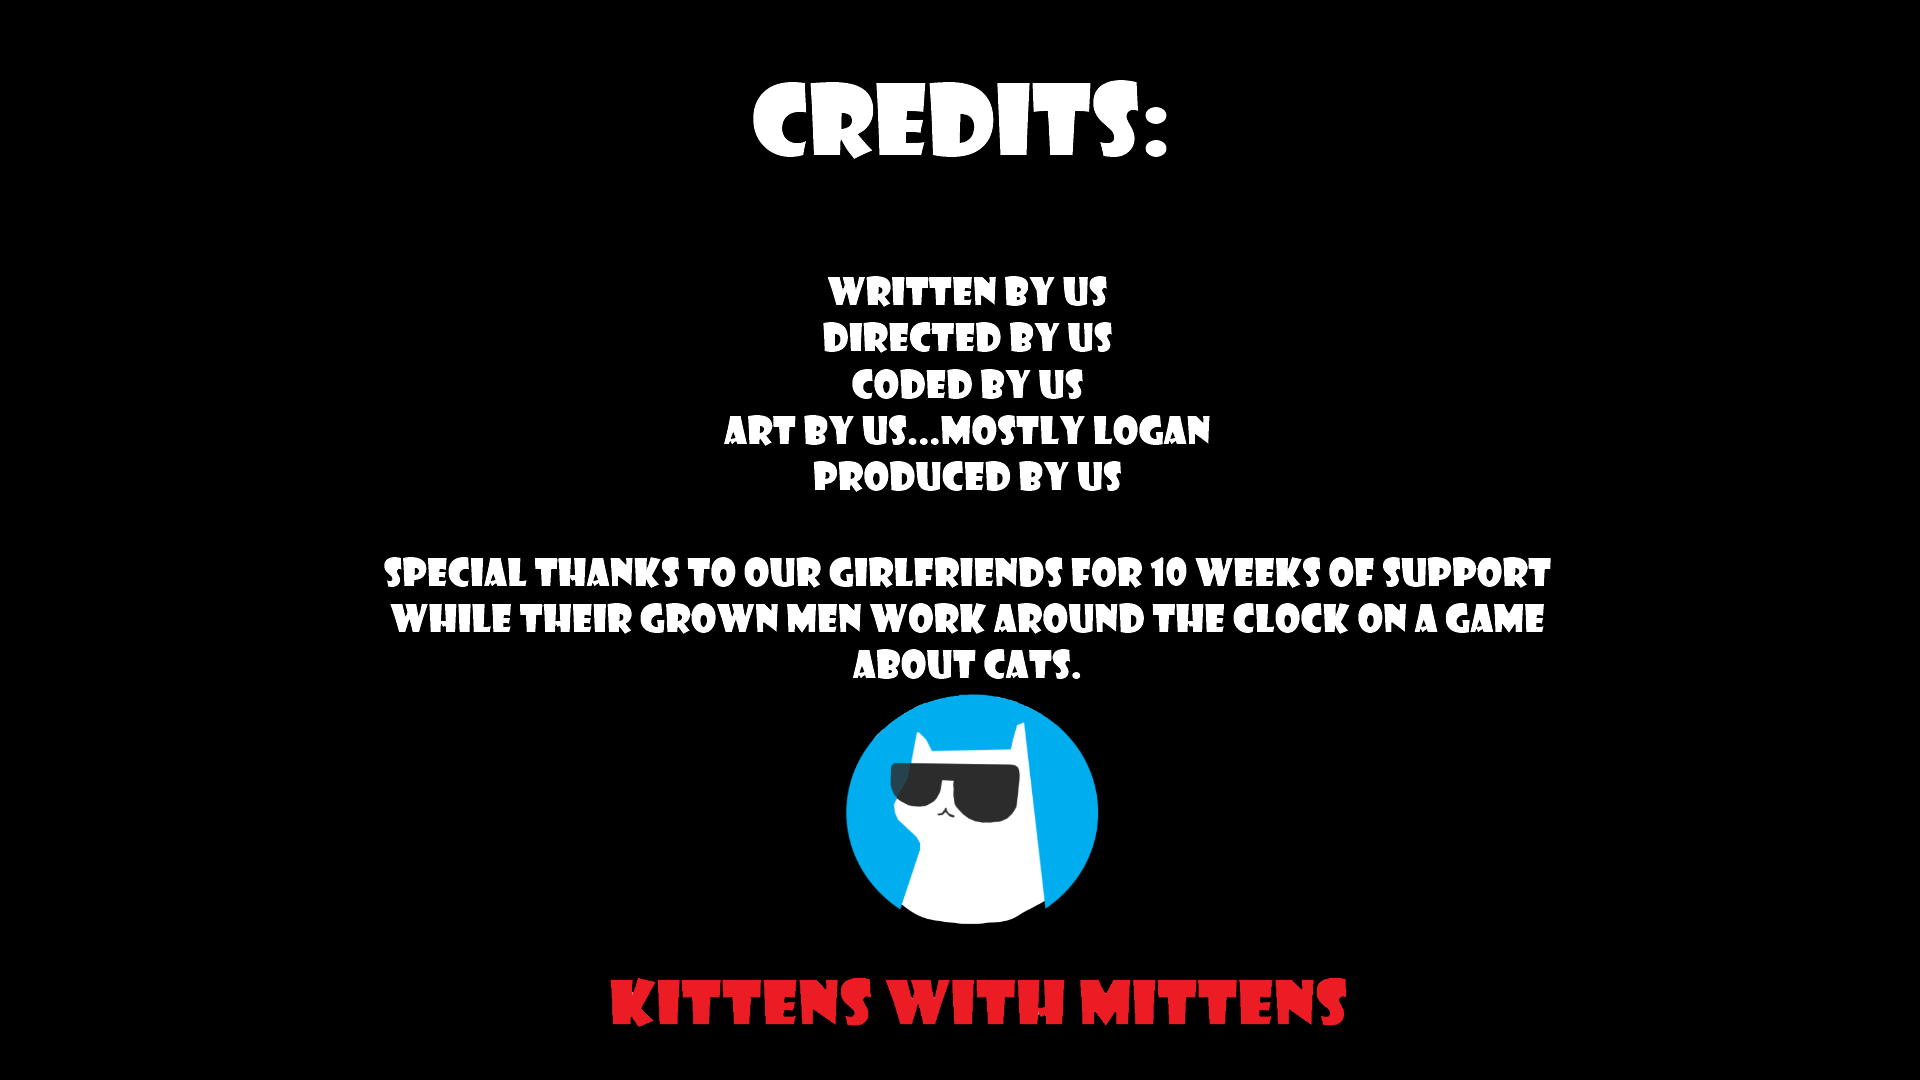 CREDITS:
WRITTEN BY US
DIRECTED BY US
CODED BY US
ART BY US...MOSTLY LOGAN
PRODUCED BY US
SPECIAL THANKS TO OUR GIRLFRIENDS FOR 10 WEEKS OF SUPPORT
WHILE THEIR GROWN MEN WORK AROUND THE CLOCK ON A GAME
ABOUT CATS.
KITTENS WITH MITTENS